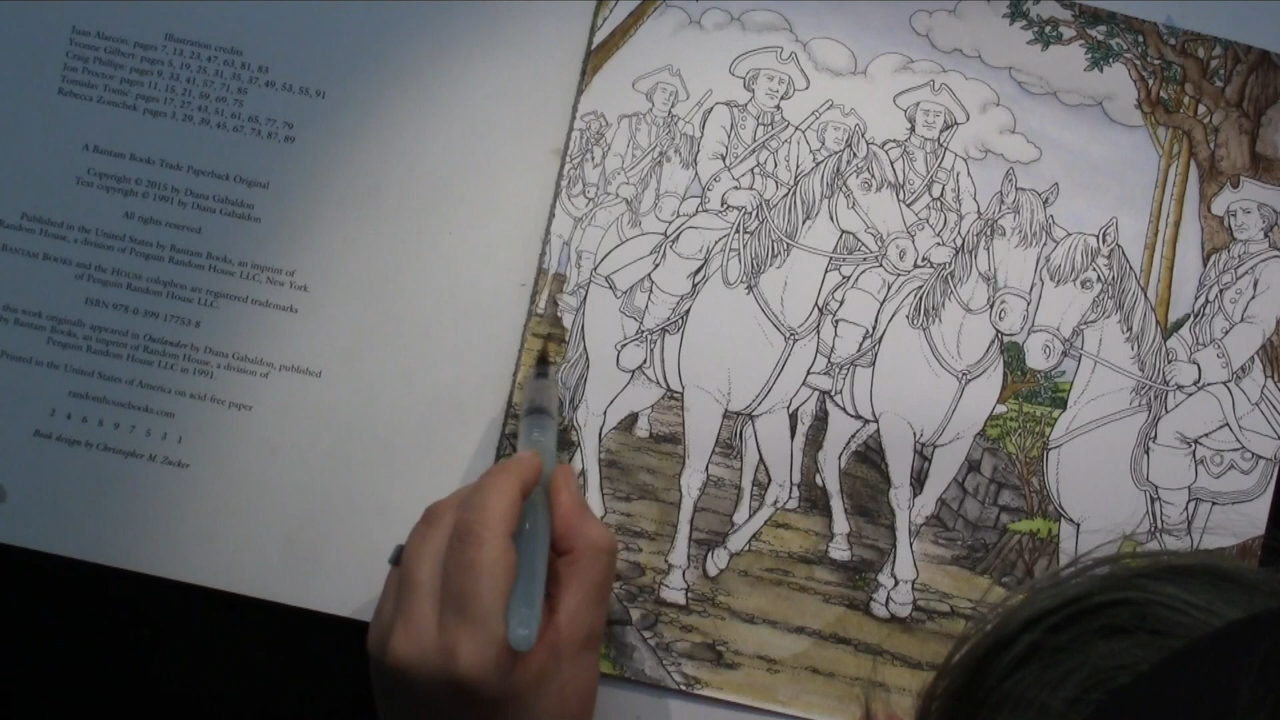 Illustration credits
Juan Alarcón: pages 7, 13, 23, 47, 63, 81, 83
Yvonne Gilbert: pages 5, 19, 25, 31, 35, 37, 49, 53, 55, 91
Craig Phillips: pages 9, 33, 41, 57, 71, 85
Jon Proctor: pages 11, 15, 21, 59, 69, 75
Tomislav Tomić: pages 17, 27, 43, 51, 61, 65, 77, 79
Rebecca Zomchek: pages 3, 29, 39, 45, 67, 73, 87, 89
A Bantam Books Trade Paperback Original
Copyright © 2015 by Diana Gabaldon
Text copyright © 1991 by Diana Gabaldon
All rights reserved.
Published in the United States by Bantam Books, an imprint of
Random House, a division of Penguin Random House LLC, New York.
BANTAM BOOKS and the HOUSE colophon are registered trademarks
of Penguin Random House LLC.
ISBN 978-0-399-17753-8
this work originally appeared in Outlander by Diana Gabaldon, published
by Bantam Books, an imprint of Random House, a division of
Penguin Random House LLC in 1991.
Printed in the United States of America on acid-free paper
randomhousebooks.com
2 4 6 8 9 7 5 3 1
Book design by Christopher M. Zucker